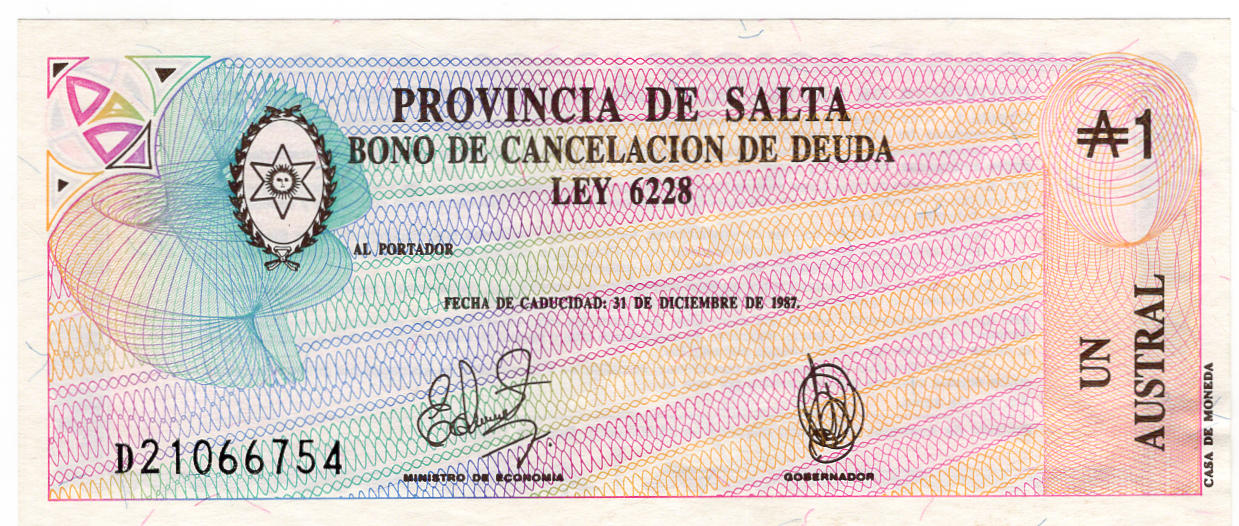 PROVINCIA DE SALTA
BONO DE CANCELACION DE DEUDA
LEY 6228
₳1
AL PORTADOR
FECHA DE CADUCIDAD: 31 DE DICIEMBRE DE 1987.
UN
AUSTRAL
D21066754
MINISTRO DE ECONOMIA
GOBERNADOR
CASA DE MONEDA